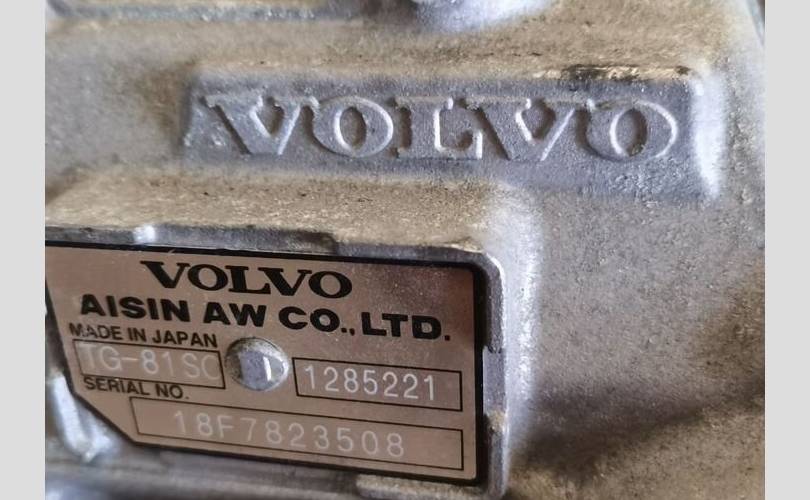 VOLVO
VOLVO
AISIN AW CO., LTD.
MADE IN JAPAN
TG-81SC 1285221
SERIAL NO.
18F7823508